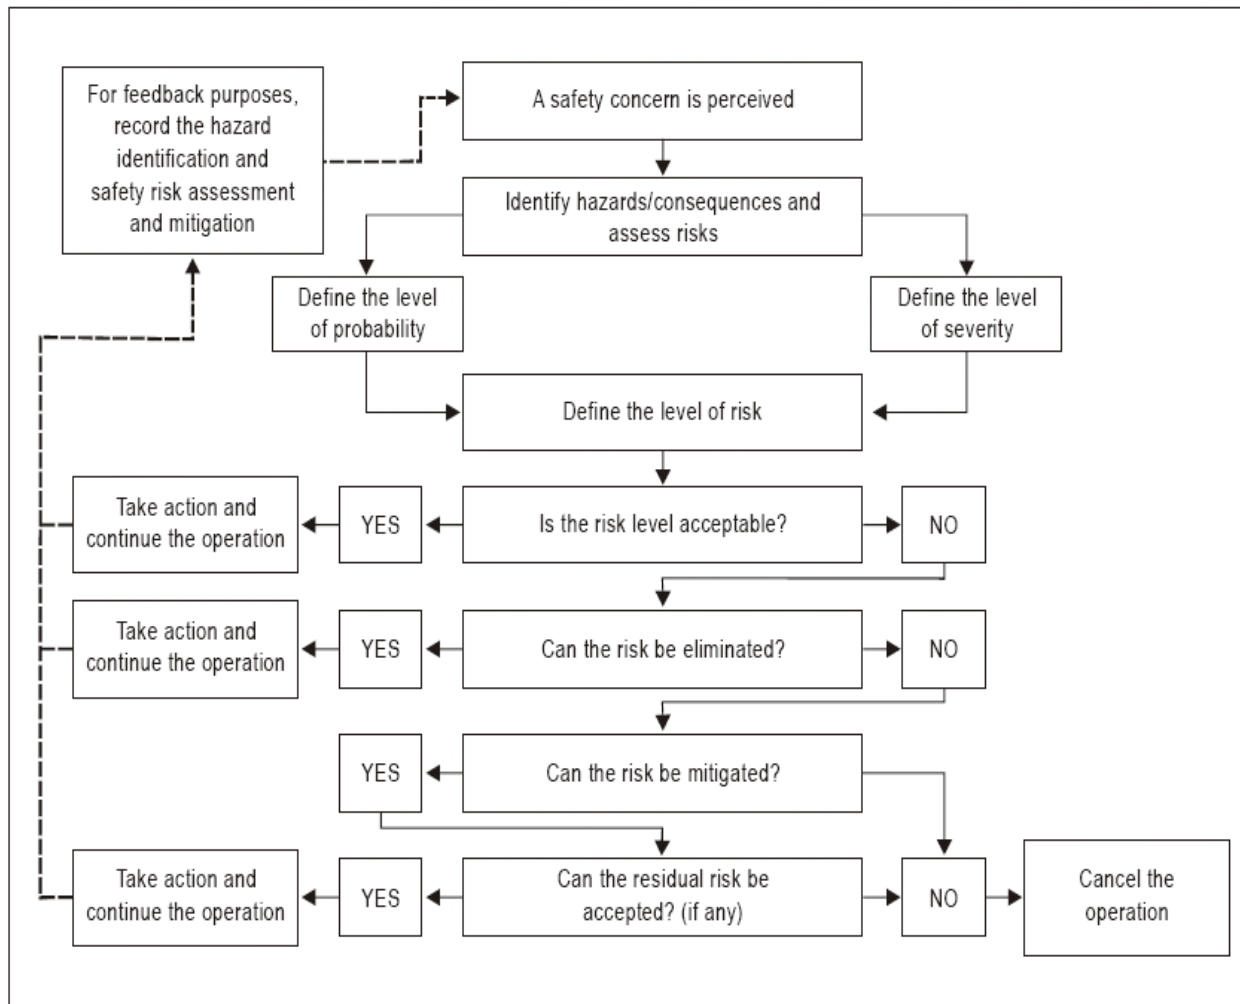 For feedback purposes,
record the hazard
identification and
safety risk assessment
and mitigation
A safety concern is perceived
Identify hazards/consequences and
assess risks
Define the level
of probability
Define the level
of severity
Define the level of risk
Take action and
continue the operation
YES
Is the risk level acceptable?
NO
Take action and
continue the operation
YES
Can the risk be eliminated?
NO
YES
Can the risk be mitigated?
Take action and
continue the operation
YES
Can the residual risk be
accepted? (if any)
NO
Cancel the
operation